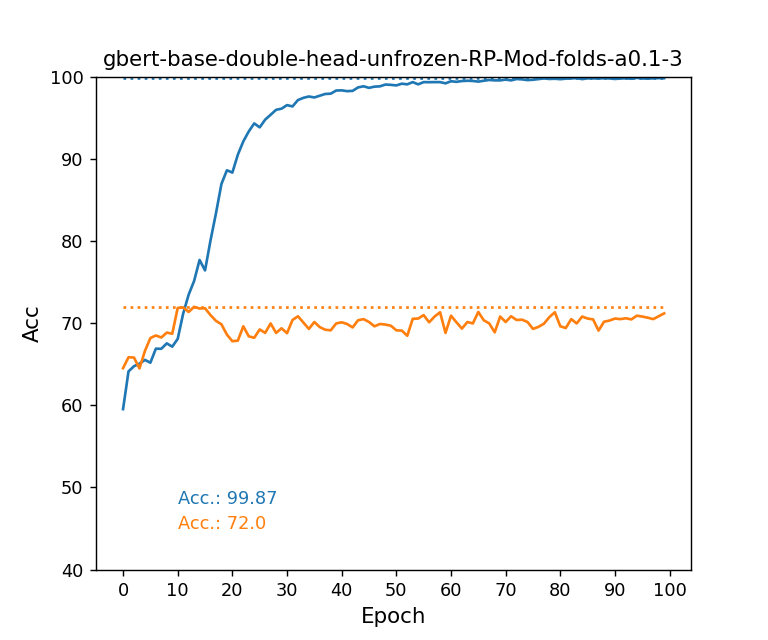 gbert-base-double-head-unfrozen-RP-Mod-folds-a0.1-3
100
90
80
70
60
50
40
Acc
Acc.: 99.87
Acc.: 72.0
0 10 20 30 40 50 60 70 80 90 100
Epoch